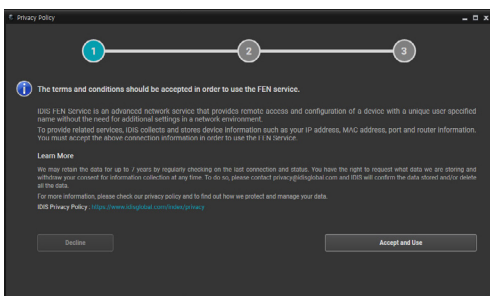 Privacy Policy
1 2 3
The terms and conditions should be accepted in order to use the FEN service.
IDIS FEN Service is an advanced network service that provides remote access and configuration of a device with a unique user specified
name without the need for additional settings in a network environment.
To provide related services, IDIS collects and stores device information such as your IP address, MAC address, port and router information.
You must accept the above connection information in order to use the FEN Service.
Learn More
We may retain the data for up to 7 years by regularly checking on the last connection and status. You have the right to request what data we are storing and
withdraw your consent for information collection at any time. To do so, please contact privacy@idisglobal.com and IDIS will confirm the data stored and/or delete
all the data.
For more information, please check our privacy policy and to find out how we protect and manage your data.
IDIS Privacy Policy : https://www.idisglobal.com/index/privacy
Decline Accept and Use